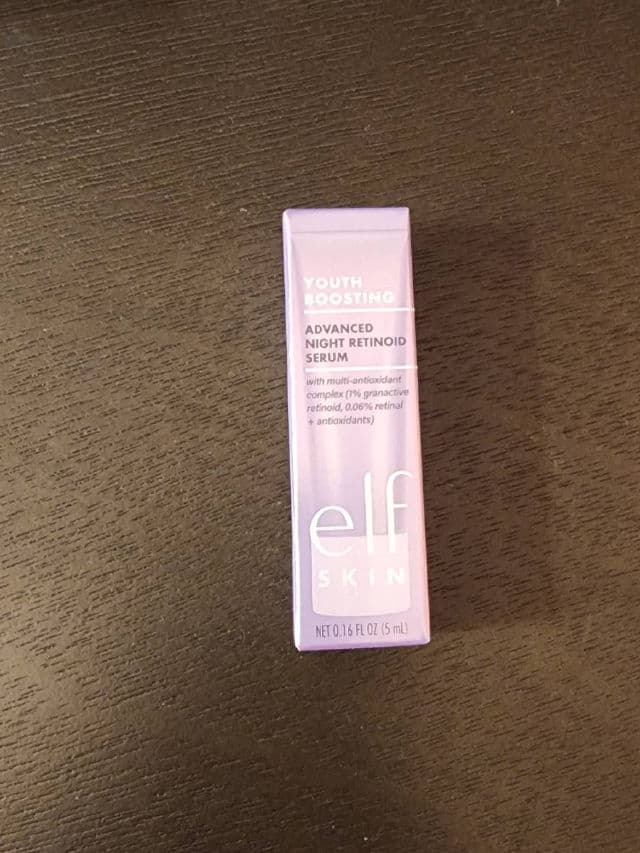 YOUTH
BOOSTING
ADVANCED
NIGHT RETINOID
SERUM
with multi-antioxidant
complex (1% granactive
retinoid, 0.06% retinal
+ antioxidants)
elf
SKIN
NET 0.16 FL OZ (5 mL)